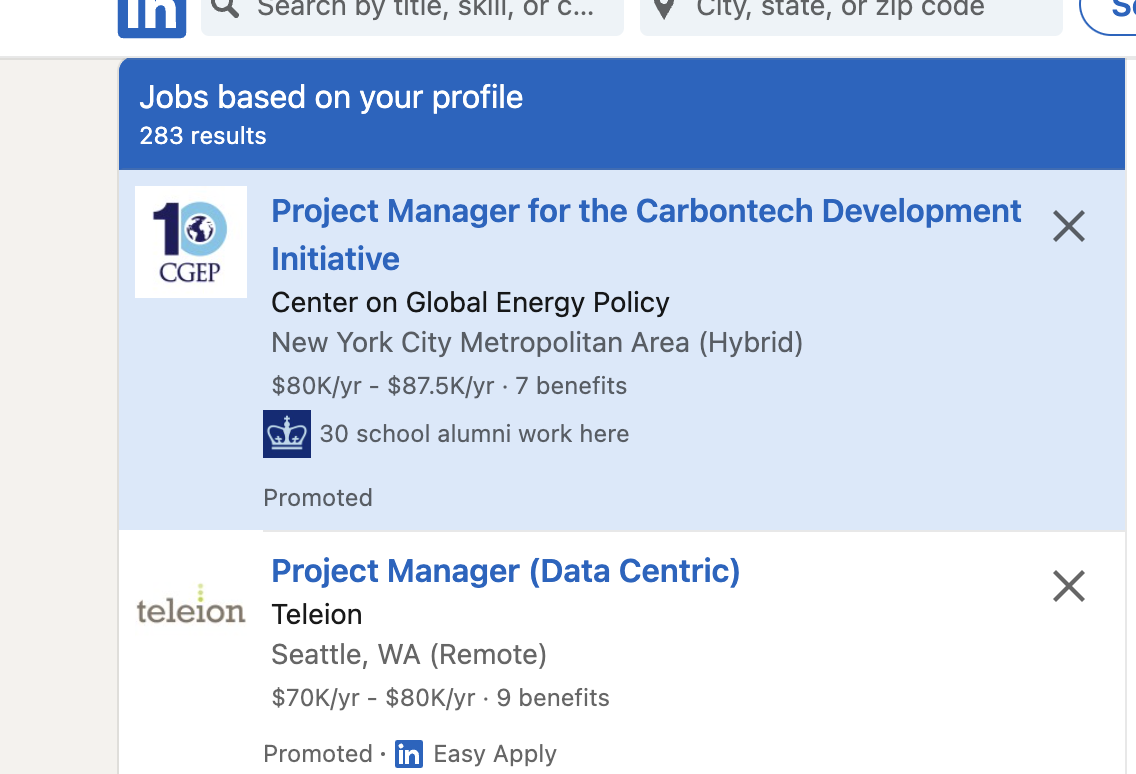 in
Search by title, skill, or c...
City, state, or zip code
Jobs based on your profile
283 results
10
CGEP
Project Manager for the Carbontech Development
Initiative
Center on Global Energy Policy
New York City Metropolitan Area (Hybrid)
$80K/yr - $87.5K/yr · 7 benefits
30 school alumni work here
Promoted
teleion
Project Manager (Data Centric)
Teleion
Seattle, WA (Remote)
$70K/yr - $80K/yr · 9 benefits
Promoted · in Easy Apply